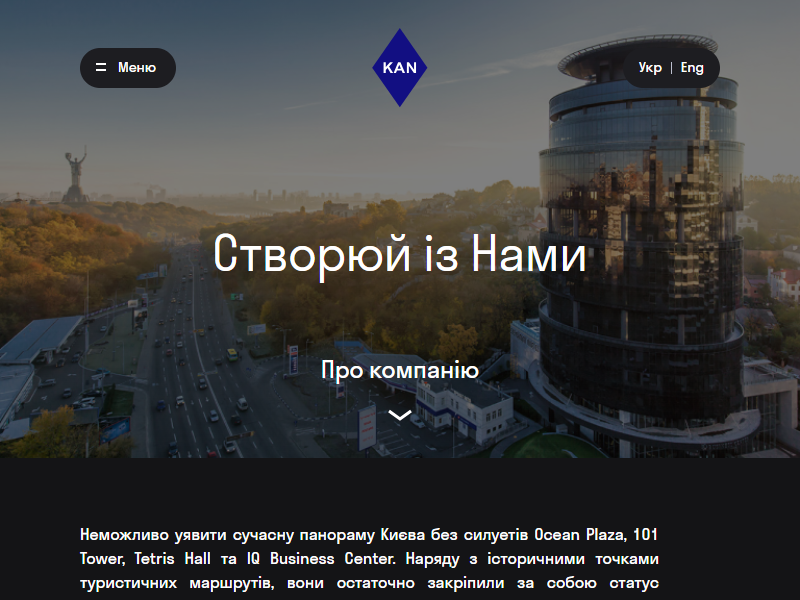 Меню
KAN
Укр | Eng
Створюй із Нами
Про компанію
Неможливо уявити сучасну панораму Києва без силуетів Ocean Plaza, 101
Tower, Tetris Hall та IQ Business Center. Наряду з історичними точками
туристичних маршрутів, вони остаточно закріпили за собою статус